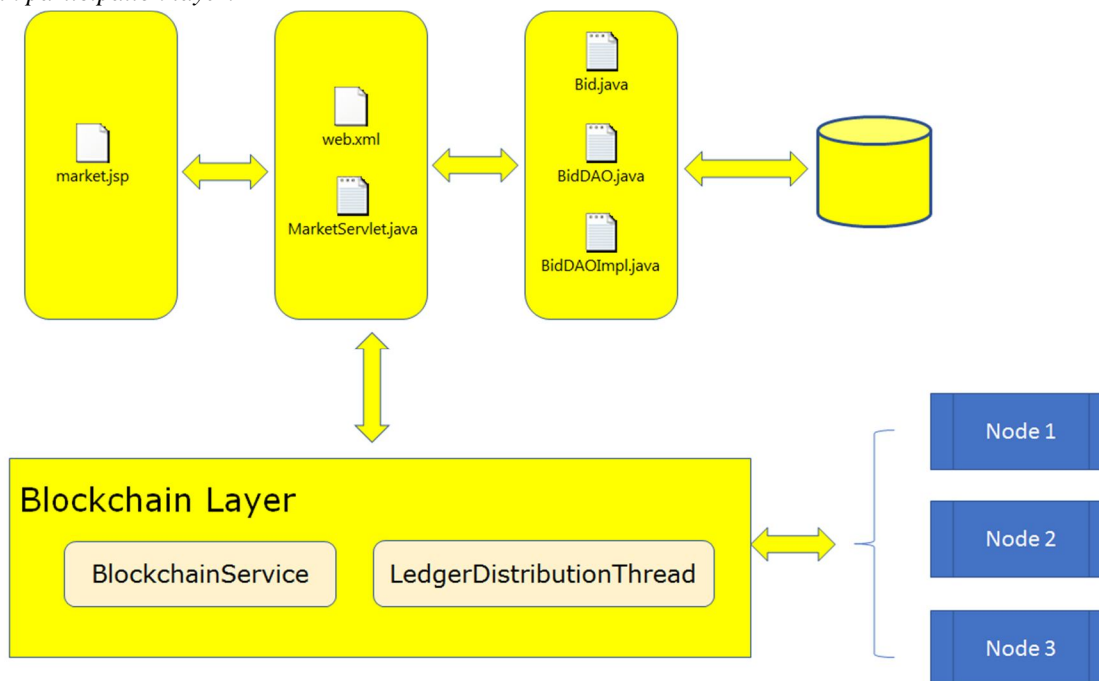 market.jsp
web.xml
MarketServlet.java
Bid.java
BidDAO.java
BidDAOImpl.java
Blockchain Layer
BlockchainService
LedgerDistributionThread
Node 1
Node 2
Node 3